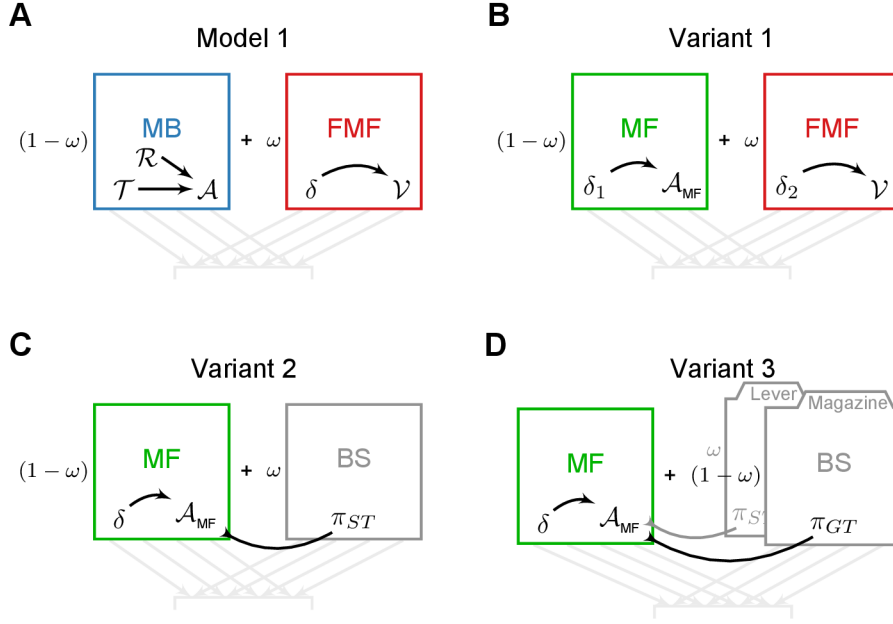 A
Model 1
(1 − ω)
MB
ℛ
𝒯
𝒜
+
ω
FMF
δ
𝒱
B
Variant 1
(1 − ω)
MF
δ₁
𝒜_MF
+
ω
FMF
δ₂
𝒱
C
Variant 2
(1 − ω)
MF
δ
𝒜_MF
+
ω
BS
π_ST
D
Variant 3
MF
δ
𝒜_MF
+
Lever
ω
Magazine
(1 − ω)
BS
π_GT